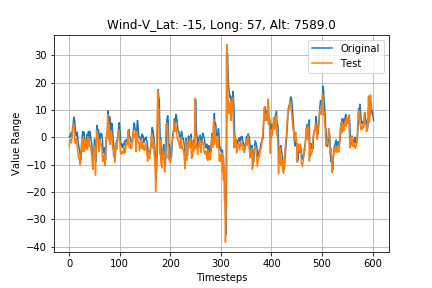 Wind-V_Lat: -15, Long: 57, Alt: 7589.0
Original
Test
Value Range
30
20
10
0
−10
−20
−30
−40
0 100 200 300 400 500 600
Timesteps